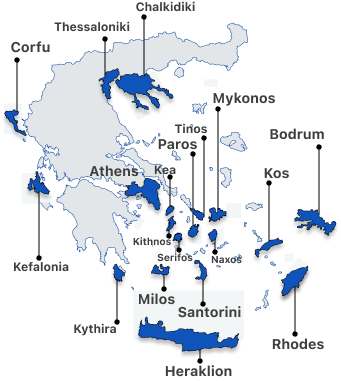 Chalkidiki
Thessaloniki
Corfu
Mykonos
Tinos
Bodrum
Paros
Athens
Kea
Kos
Kithnos
Serifos
Naxos
Kefalonia
Milos
Santorini
Kythira
Rhodes
Heraklion